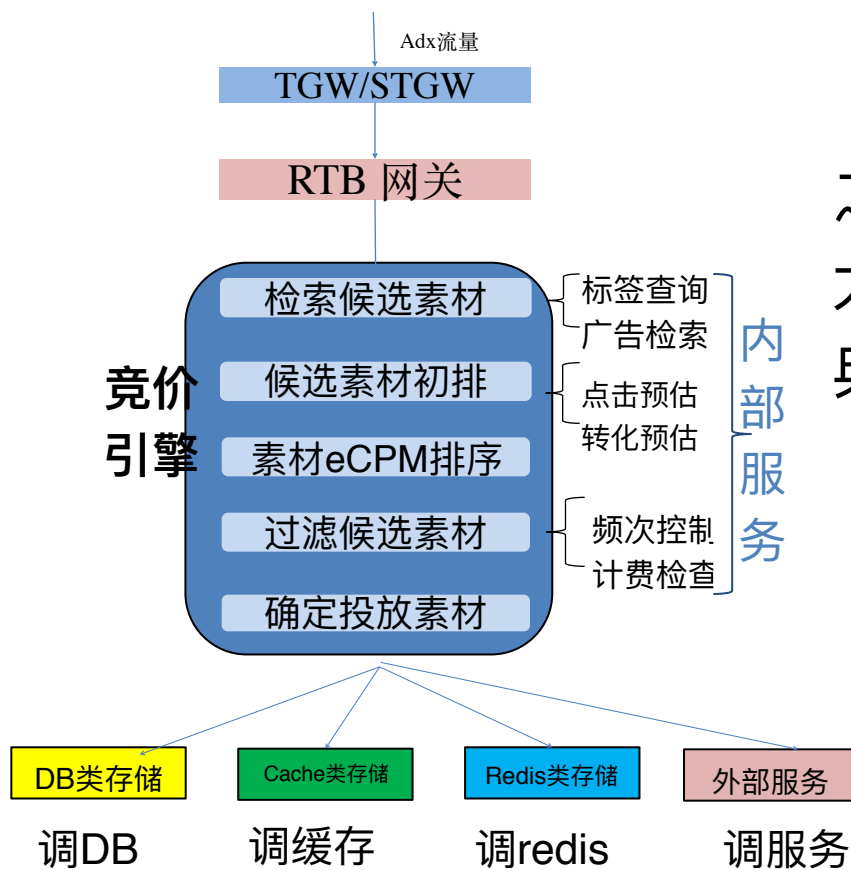 Adx流量
TGW/STGW
RTB 网关
竞价
引擎
检索候选素材
候选素材初排
素材eCPM排序
过滤候选素材
确定投放素材
标签查询
广告检索
点击预估
转化预估
频次控制
计费检查
内
部
服
务
DB类存储
Cache类存储
Redis类存储
外部服务
调DB
调缓存
调redis
调服务